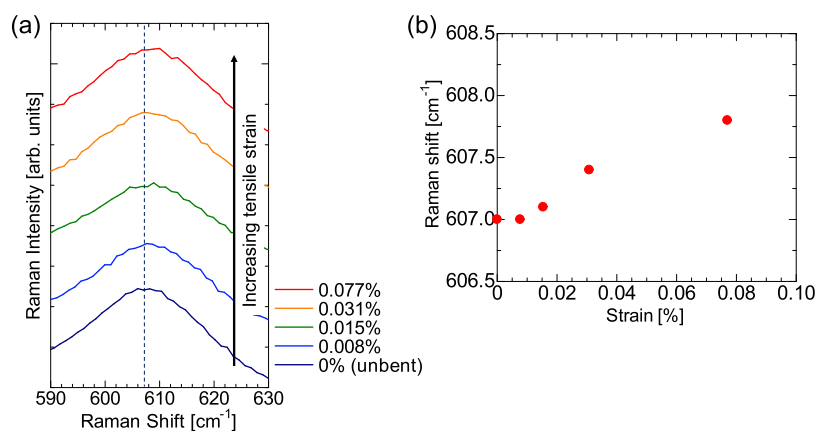 (a)
Raman Intensity [arb. units]
Increasing tensile strain
0.077%
0.031%
0.015%
0.008%
0% (unbent)
590 600 610 620 630
Raman Shift [cm⁻¹]
(b)
608.5
608.0
607.5
607.0
606.5
Raman shift [cm⁻¹]
0 0.02 0.04 0.06 0.08 0.10
Strain [%]